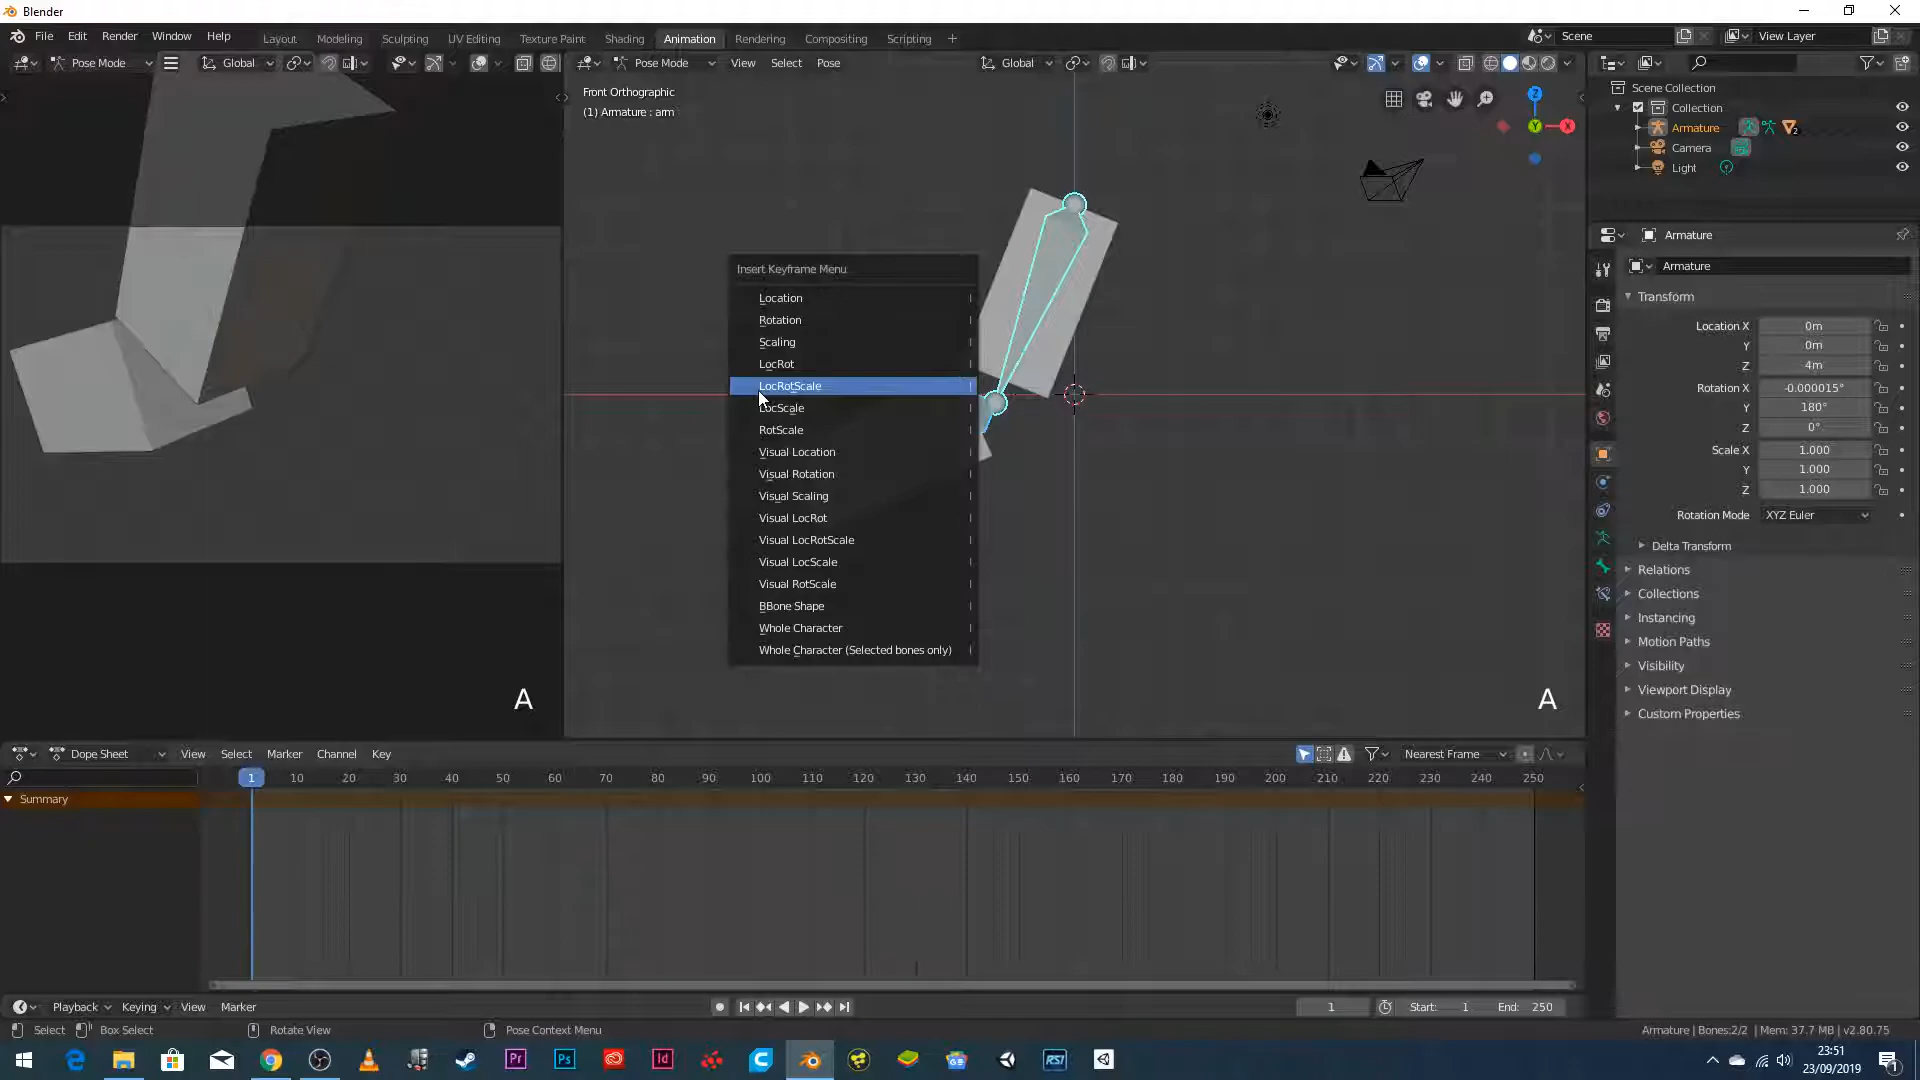 Blender
File Edit Render Window Help
Layout Modeling Sculpting UV Editing Texture Paint Shading Animation Rendering Compositing Scripting +
Scene View Layer
Pose Mode Global
Pose Mode View Select Pose Global
Front Orthographic
(1) Armature : arm
Z
Y
X
Scene Collection
Collection
Armature 2
Camera
Light
Armature
Armature
Transform
Location X 0m
Y 0m
Z -4m
Rotation X -0.000015°
Y 180°
Z 0°
Scale X 1.000
Y 1.000
Z 1.000
Rotation Mode XYZ Euler
Delta Transform
Relations
Collections
Instancing
Motion Paths
Visibility
Viewport Display
Custom Properties
Insert Keyframe Menu
Location I
Rotation I
Scaling I
LocRot I
LocRotScale I
LocScale I
RotScale I
Visual Location I
Visual Rotation I
Visual Scaling I
Visual LocRot I
Visual LocRotScale I
Visual LocScale I
Visual RotScale I
BBone Shape I
Whole Character I
Whole Character (Selected bones only) I
A
A
Dope Sheet View Select Marker Channel Key Nearest Frame
1 10 20 30 40 50 60 70 80 90 100 110 120 130 140 150 160 170 180 190 200 210 220 230 240 250
Summary
Playback Keying View Marker 1 Start: 1 End: 250
Select Box Select Rotate View Pose Context Menu Armature | Bones:2/2 | Mem: 37.7 MB | v2.80.75
Pr Ps Id RSI
23:51
23/09/2019
1